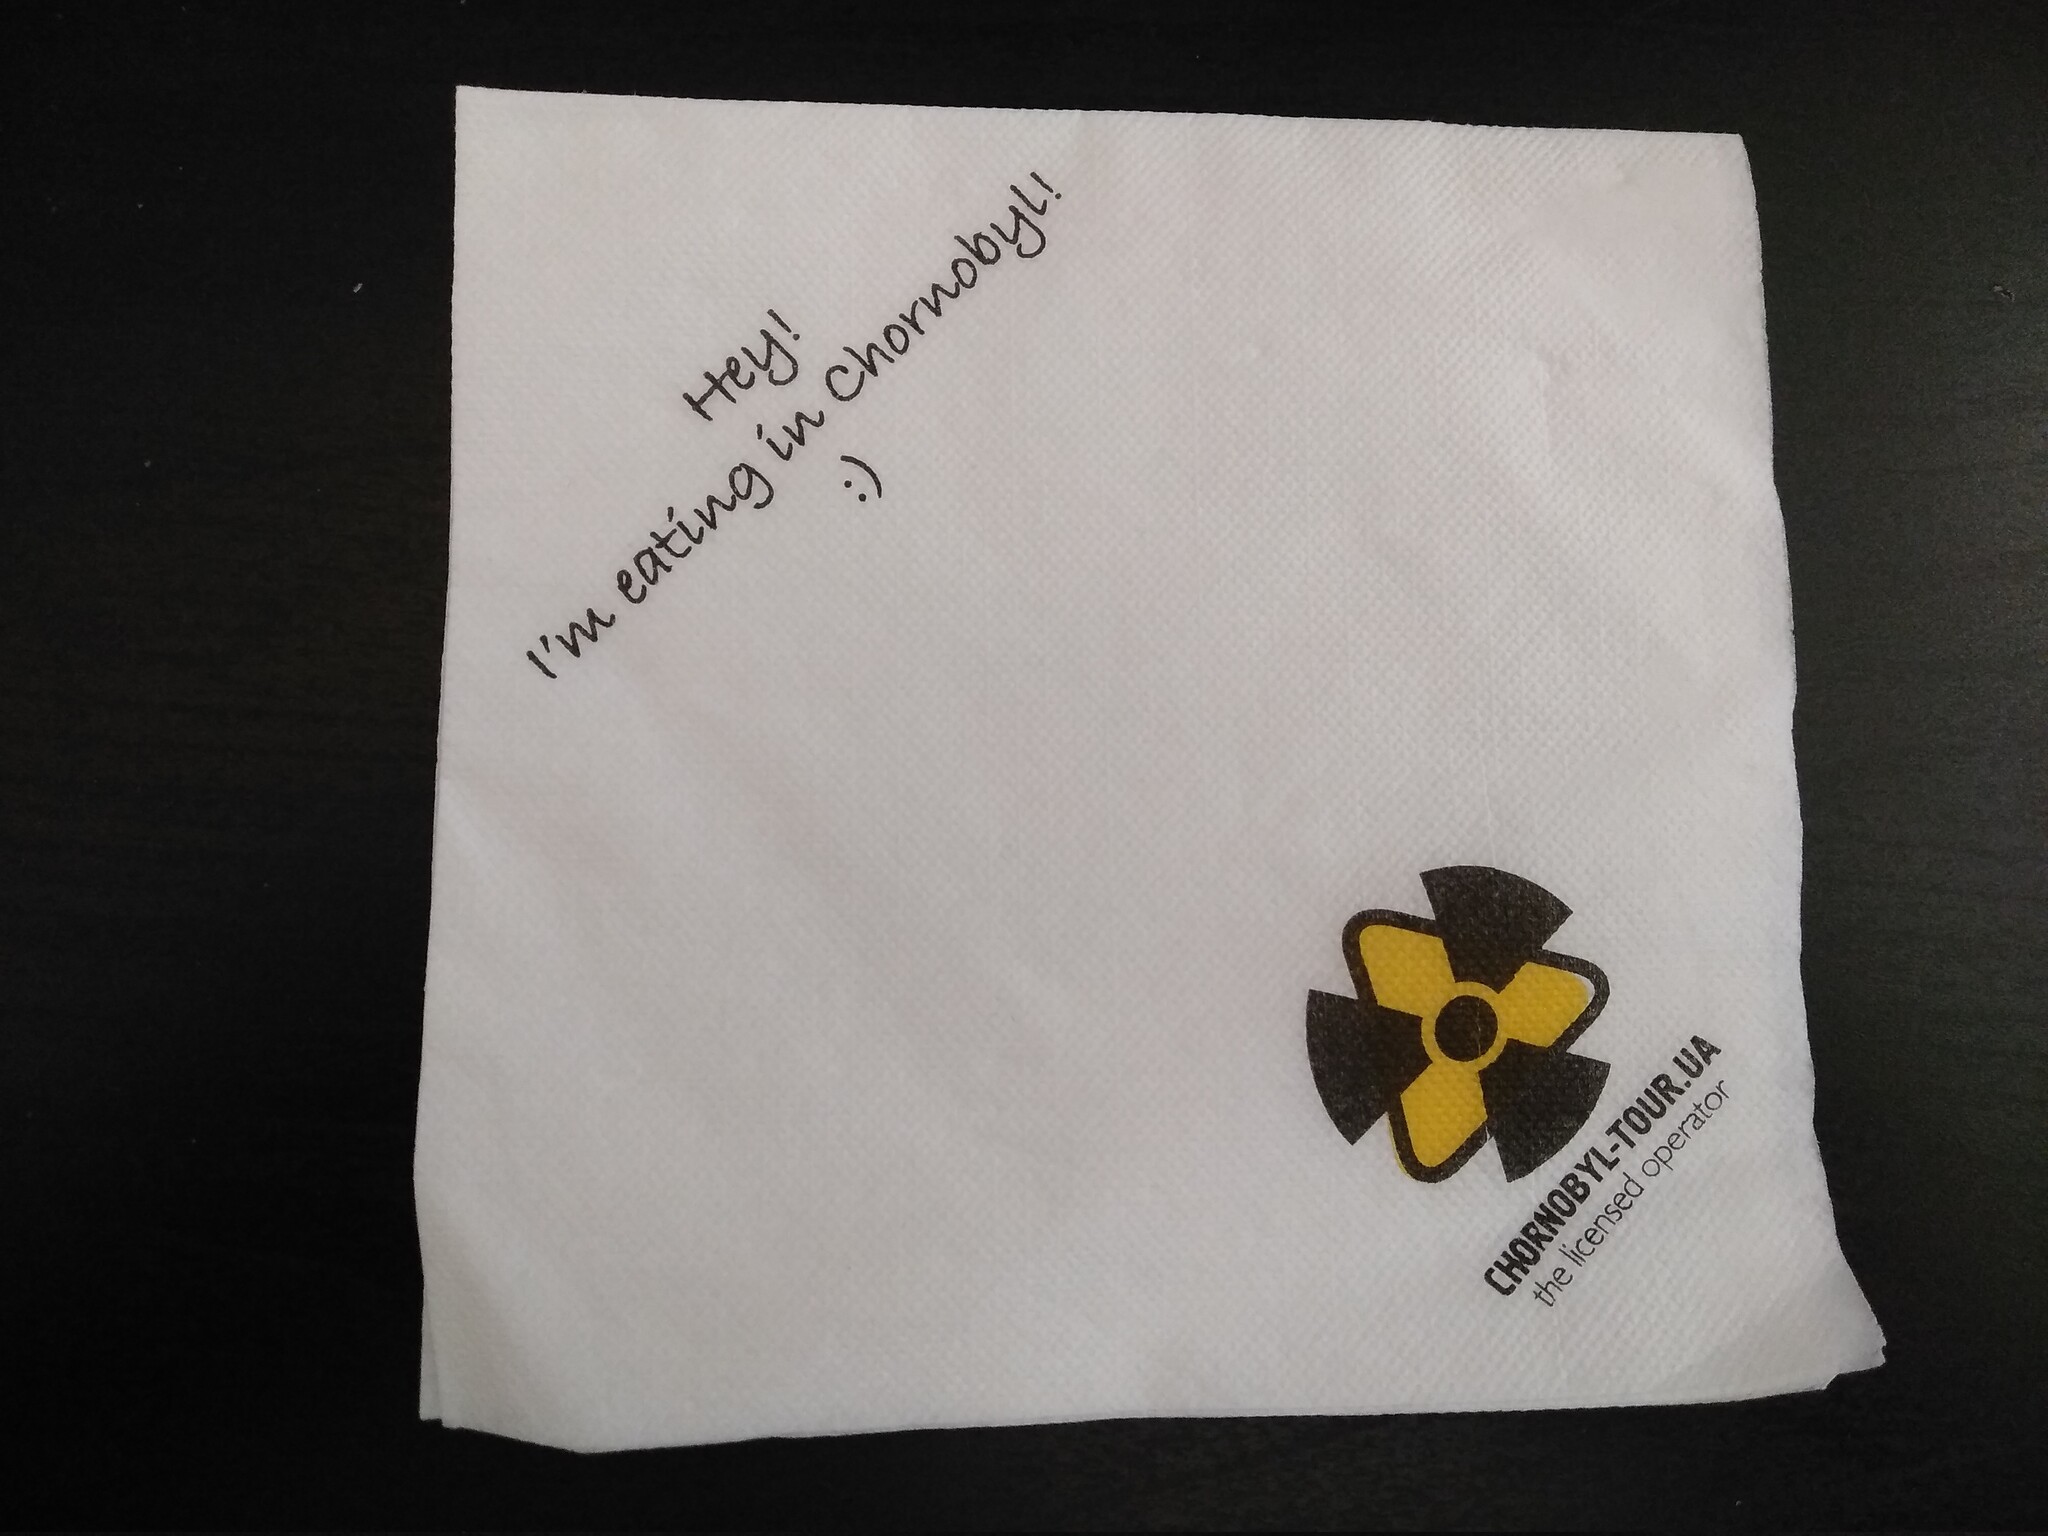 Hey!
I'm eating in Chornobyl!
:)
CHORNOBYL-TOUR.UA
the licensed operator